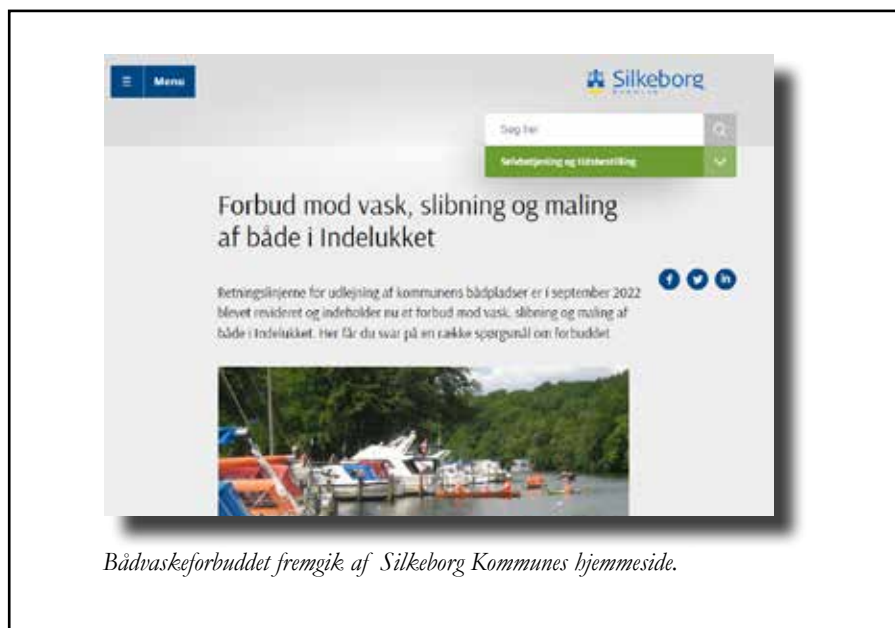 Menu
Silkeborg
Søg her
Selvbetjening og tidsbestilling
Forbud mod vask, slibning og maling
af både i Indelukket
Retningslinjerne for udlejning af kommunens bådpladser er i september 2022
blevet revideret og indeholder nu et forbud mod vask, slibning og maling af
både i Indelukket. Her får du svar på en række spørgsmål om forbuddet
Bådvaskeforbuddet fremgik af Silkeborg Kommunes hjemmeside.